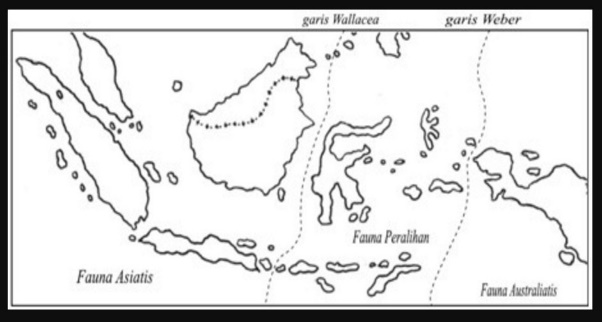 garis Wallacea
garis Weber
Fauna Peralihan
Fauna Asiatis
Fauna Australiatis